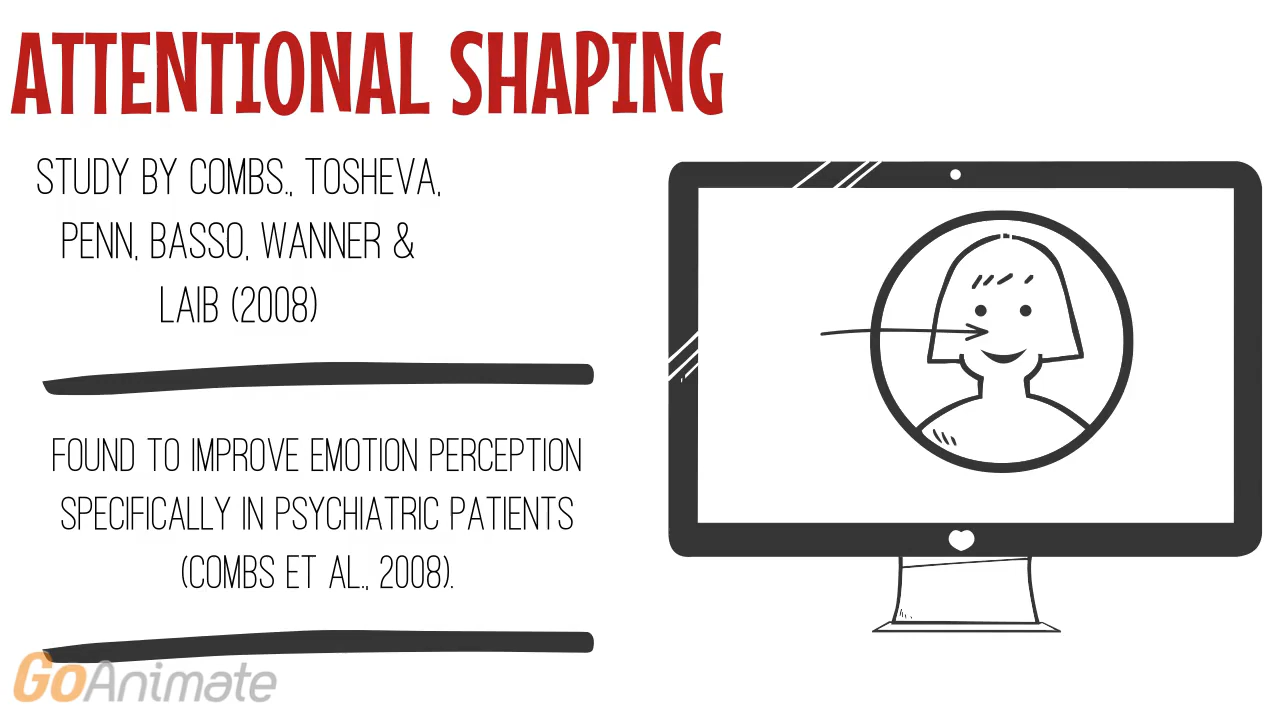 ATTENTIONAL SHAPING
STUDY BY COMBS., TOSHEVA,
PENN, BASSO, WANNER &
LAIB (2008)
FOUND TO IMPROVE EMOTION PERCEPTION
SPECIFICALLY IN PSYCHIATRIC PATIENTS
(COMBS ET AL., 2008).
GoAnimate